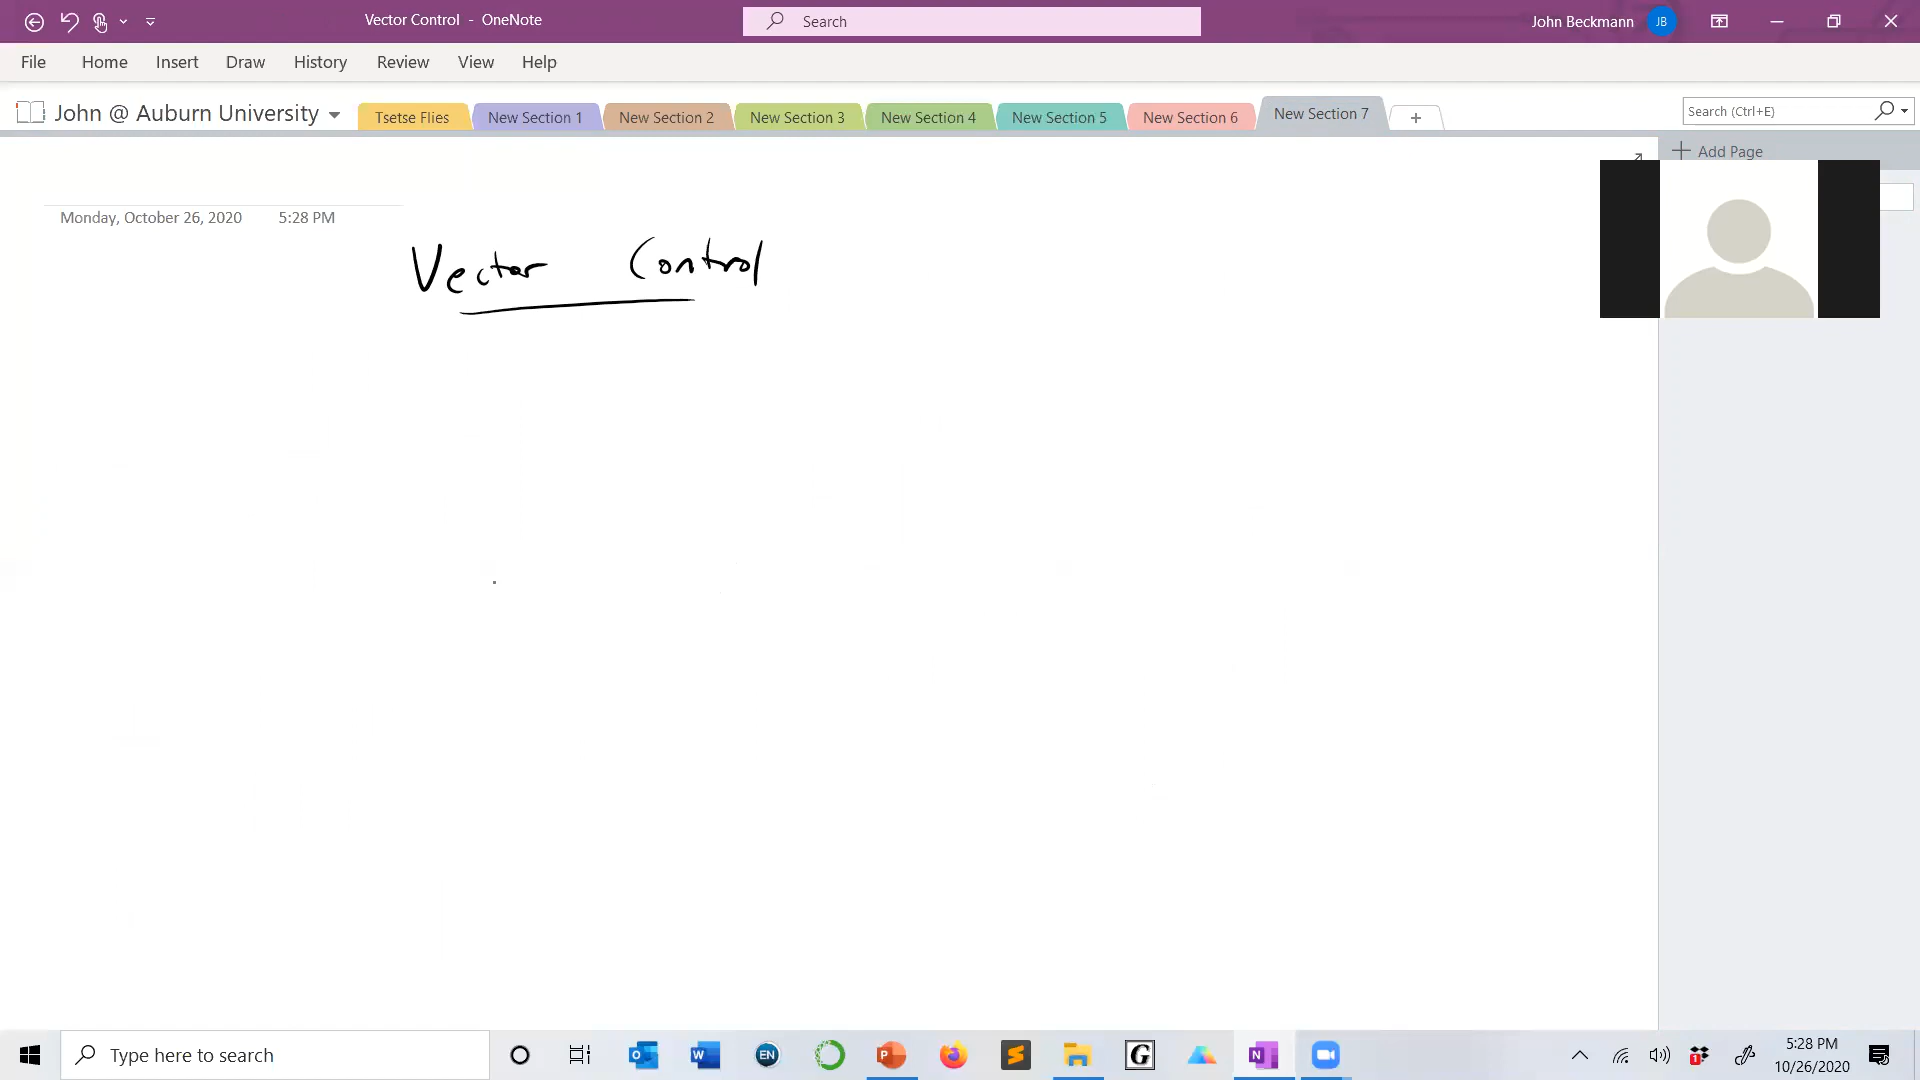 Vector Control - OneNote
Search
John Beckmann
JB
File Home Insert Draw History Review View Help
John @ Auburn University
Tsetse Flies
New Section 1
New Section 2
New Section 3
New Section 4
New Section 5
New Section 6
New Section 7
+
Search (Ctrl+E)
Add Page
Monday, October 26, 2020 5:28 PM
Vector Control
Type here to search
O
W
EN
P
S
G
N
1
5:28 PM
10/26/2020